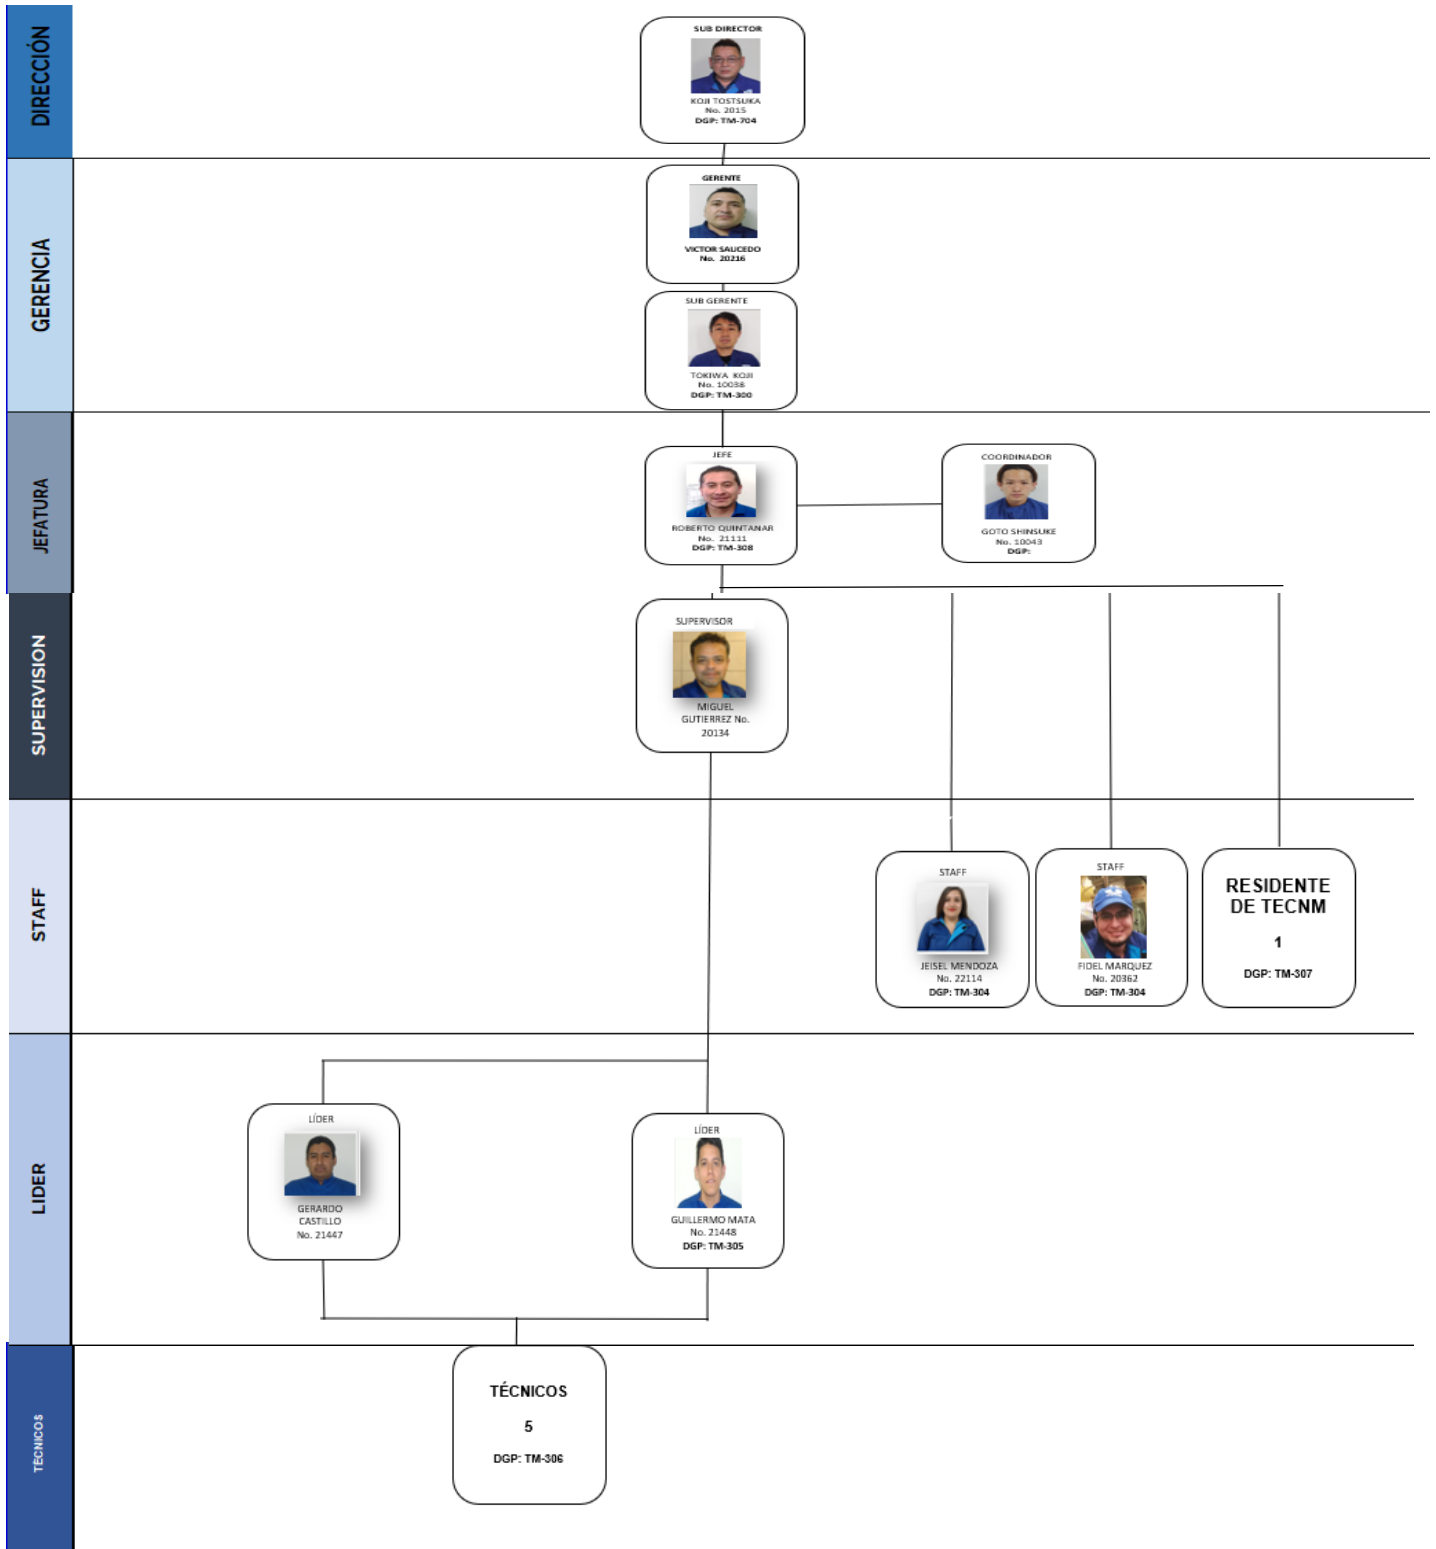 DIRECCIÓN
SUB DIRECTOR
KOJI TOSTSUKA
No. 2015
DGP: TM-704
GERENCIA
GERENTE
VICTOR SAUCEDO
No. 20216
SUB GERENTE
TOKIWA KOJI
No. 10038
DGP: TM-300
JEFATURA
JEFE
ROBERTO QUINTANAR
No. 21111
DGP: TM-308
COORDINADOR
GOTO SHINSUKE
No. 10043
DGP:
SUPERVISION
SUPERVISOR
MIGUEL
GUTIERREZ No.
20134
STAFF
STAFF
JEISEL MENDOZA
No. 22114
DGP: TM-304
STAFF
FIDEL MARQUEZ
No. 20362
DGP: TM-304
RESIDENTE
DE TECNM
1
DGP: TM-307
LIDER
LÍDER
GERARDO
CASTILLO
No. 21447
LÍDER
GUILLERMO MATA
No. 21448
DGP: TM-305
TÉCNICOS
TÉCNICOS
5
DGP: TM-306